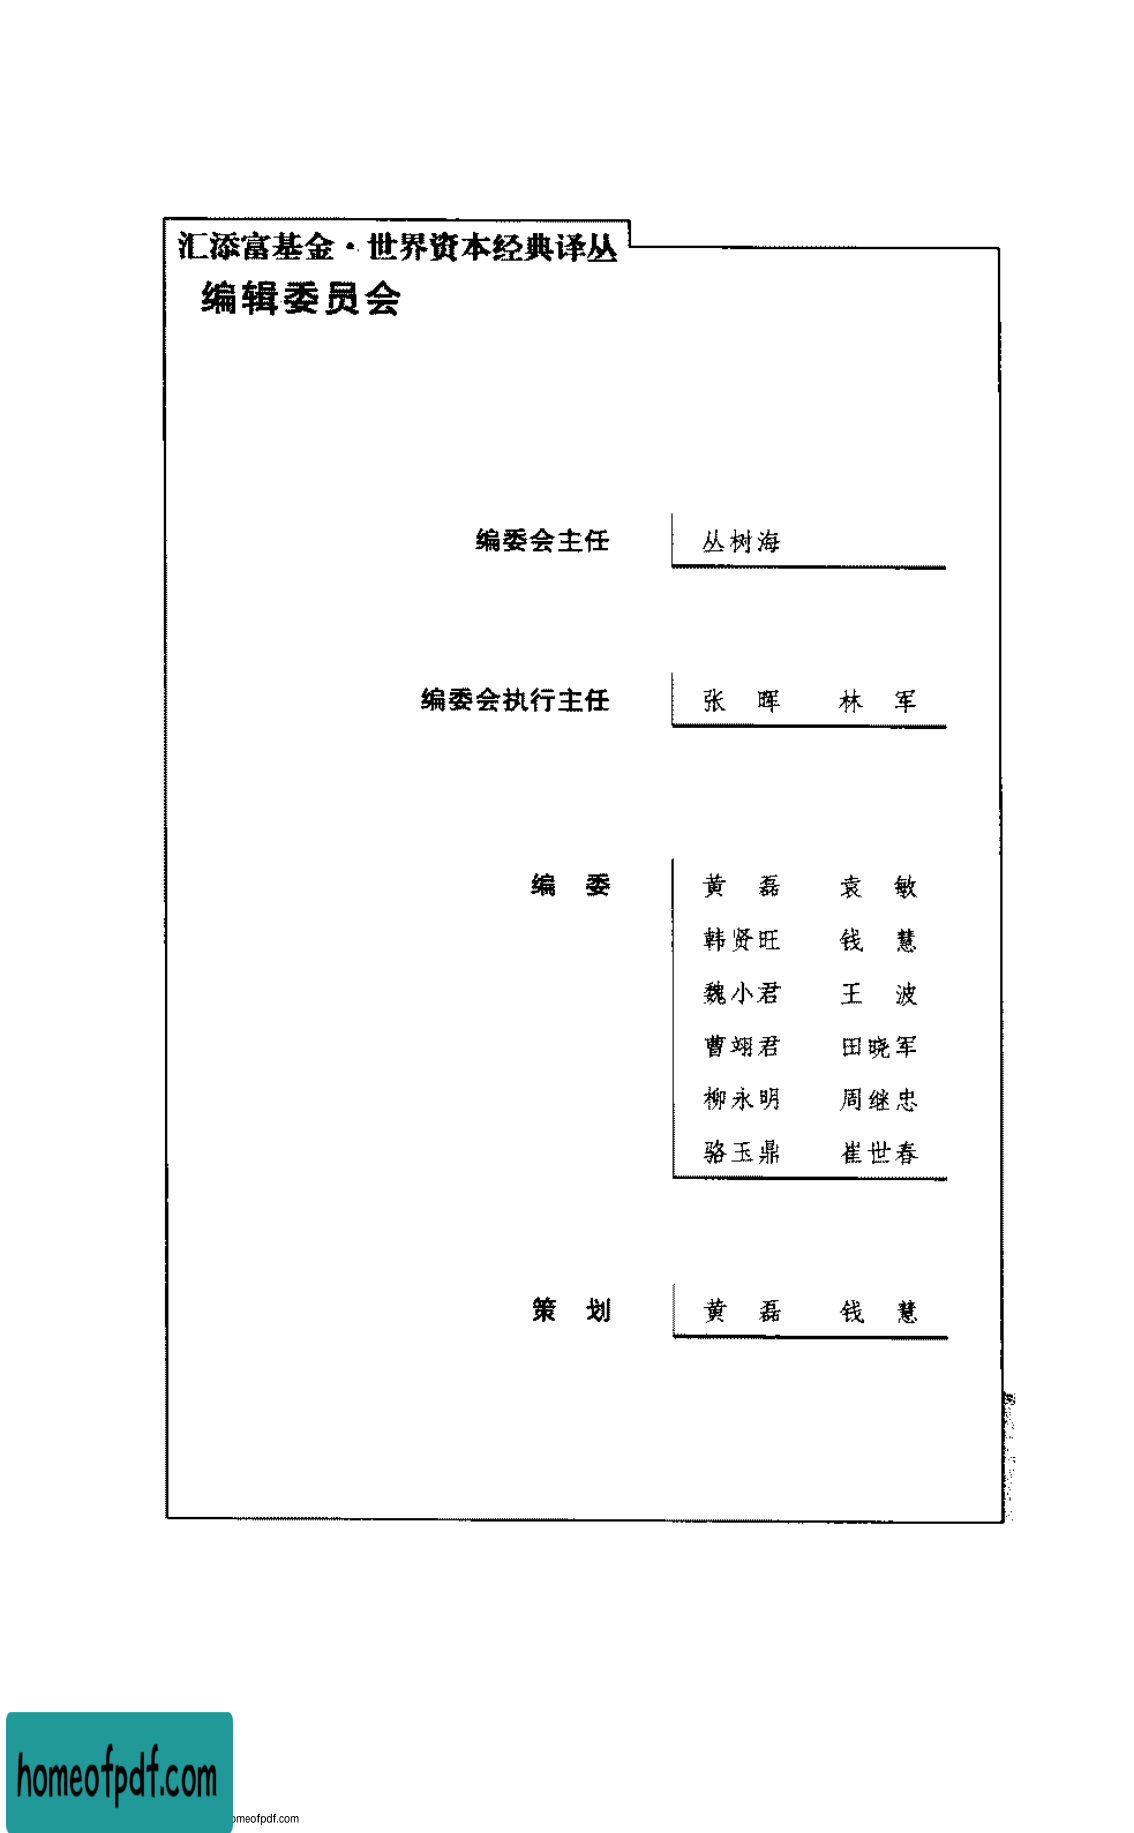 汇添富基金·世界资本经典译丛
编辑委员会
编委会主任 丛树海
编委会执行主任 张 晖 林 军
编 委 黄 磊 袁 敏
韩贤旺 钱 慧
魏小君 王 波
曹翊君 田晓军
柳永明 周继忠
骆玉鼎 崔世春
策 划 黄 磊 钱 慧
homeofpdf.com
omeofpdf.com